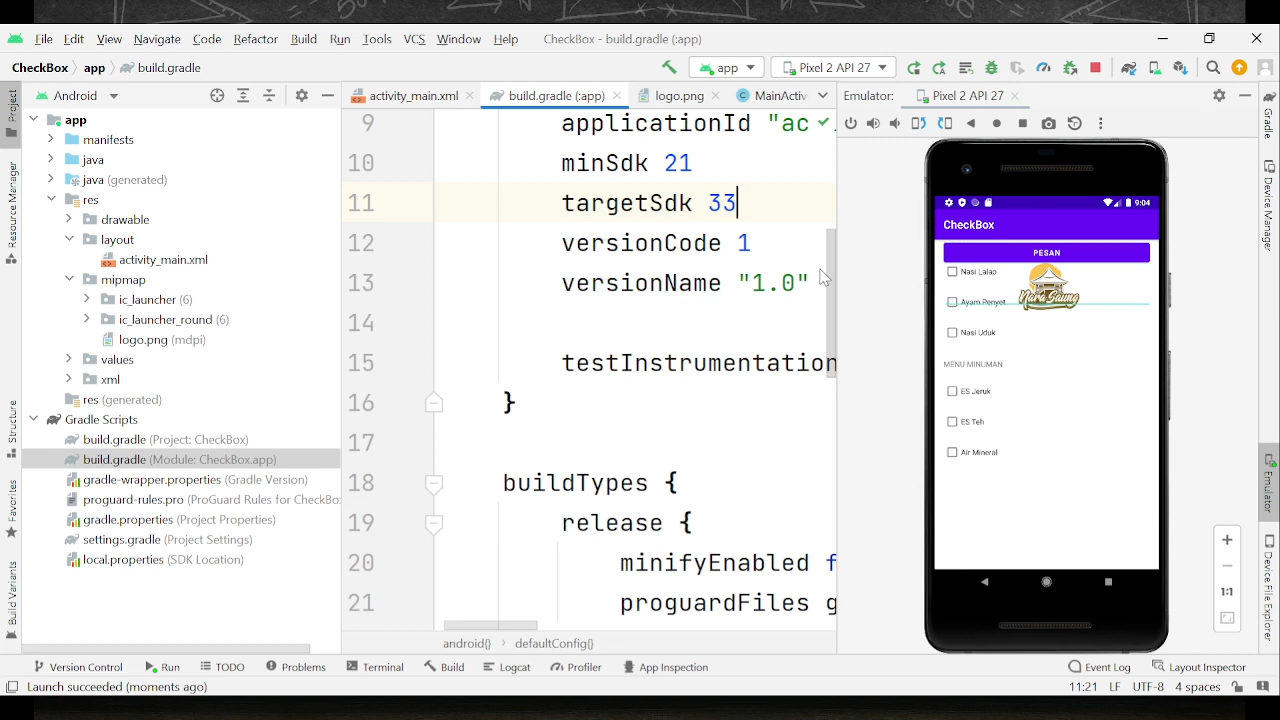 File Edit View Navigate Code Refactor Build Run Tools VCS Window Help CheckBox - build.gradle (:app)
CheckBox app build.gradle app Pixel 2 API 27
Android activity_main.xml build.gradle (:app) logo.png MainActiv Emulator: Pixel 2 API 27
Project
Resource Manager
Structure
Favorites
Build Variants
app
manifests
java
java (generated)
res
drawable
layout
activity_main.xml
mipmap
ic_launcher (6)
ic_launcher_round (6)
logo.png (mdpi)
values
xml
res (generated)
Gradle Scripts
build.gradle (Project: CheckBox)
build.gradle (Module: CheckBox.app)
gradle-wrapper.properties (Gradle Version)
proguard-rules.pro (ProGuard Rules for CheckBo
gradle.properties (Project Properties)
settings.gradle (Project Settings)
local.properties (SDK Location)
9 applicationId "ac
10 minSdk 21
11 targetSdk 33
12 versionCode 1
13 versionName "1.0"
14
15 testInstrumentation
16 }
17
18 buildTypes {
19 release {
20 minifyEnabled f
21 proguardFiles g
android{} defaultConfig{}
9:04
CheckBox
PESAN
Nasi Lalap
Nara Saung
Ayam Penyet
Nasi Uduk
MENU MINUMAN
ES Jeruk
ES Teh
Air Mineral
1:1
Gradle
Device Manager
Emulator
Device File Explorer
Version Control Run TODO Problems Terminal Build Logcat Profiler App Inspection Event Log Layout Inspector
Launch succeeded (moments ago) 11:21 LF UTF-8 4 spaces